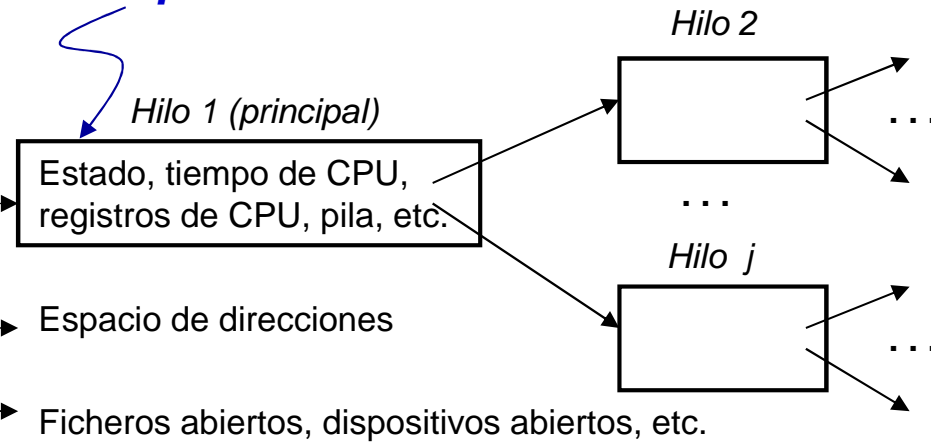 Hilo 2
Hilo 1 (principal)
. . .
Estado, tiempo de CPU,
registros de CPU, pila, etc.
. . .
Hilo j
Espacio de direcciones
. . .
Ficheros abiertos, dispositivos abiertos, etc.